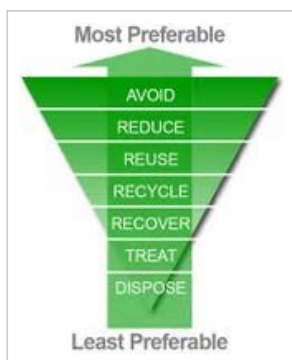 Most Preferable
AVOID
REDUCE
REUSE
RECYCLE
RECOVER
TREAT
DISPOSE
Least Preferable